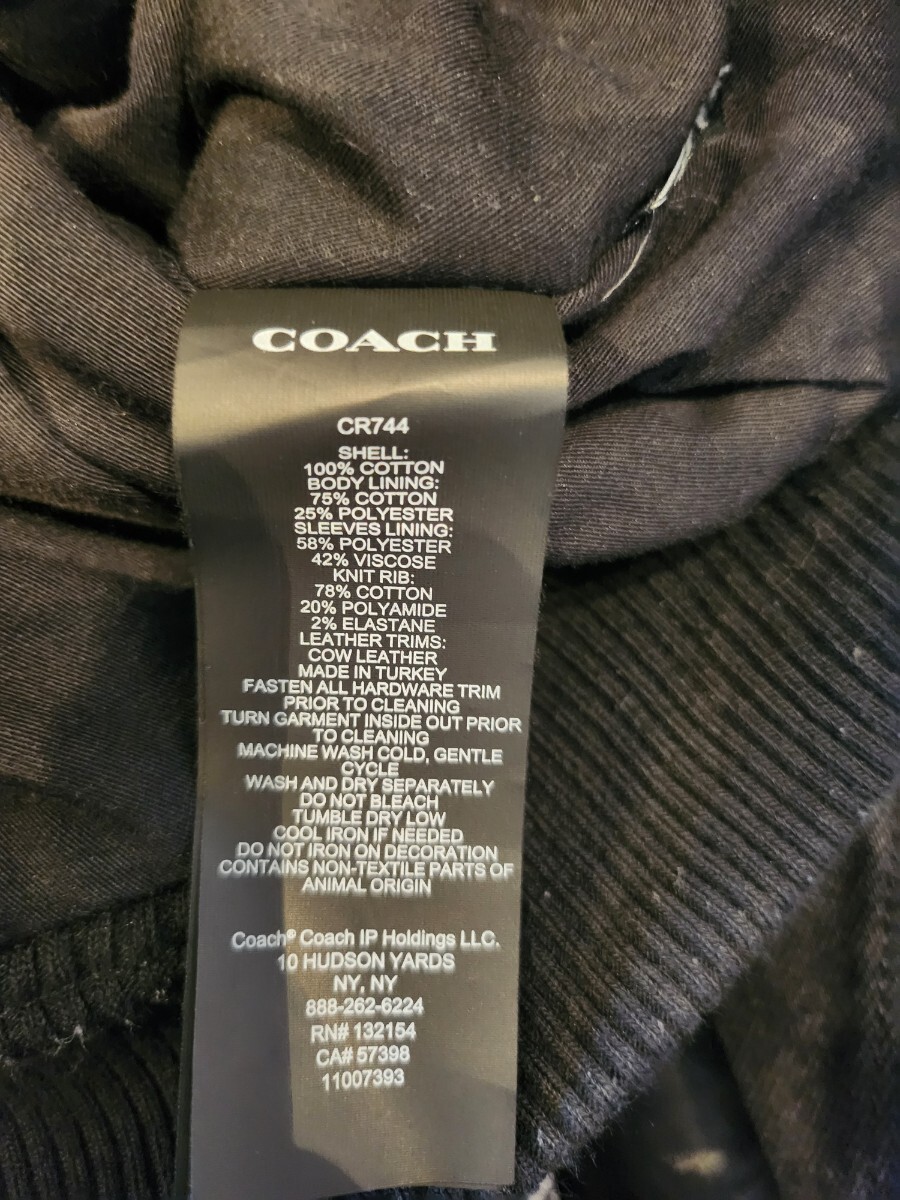 COACH
CR744
SHELL:
100% COTTON
BODY LINING:
75% COTTON
25% POLYESTER
SLEEVES LINING:
58% POLYESTER
42% VISCOSE
KNIT RIB:
78% COTTON
20% POLYAMIDE
2% ELASTANE
LEATHER TRIMS:
COW LEATHER
MADE IN TURKEY
FASTEN ALL HARDWARE TRIM
PRIOR TO CLEANING
TURN GARMENT INSIDE OUT PRIOR
TO CLEANING
MACHINE WASH COLD, GENTLE
CYCLE
WASH AND DRY SEPARATELY
DO NOT BLEACH
TUMBLE DRY LOW
COOL IRON IF NEEDED
DO NOT IRON ON DECORATION
CONTAINS NON-TEXTILE PARTS OF
ANIMAL ORIGIN
Coach® Coach IP Holdings LLC.
10 HUDSON YARDS
NY, NY
888-262-6224
RN# 132154
CA# 57398
11007393